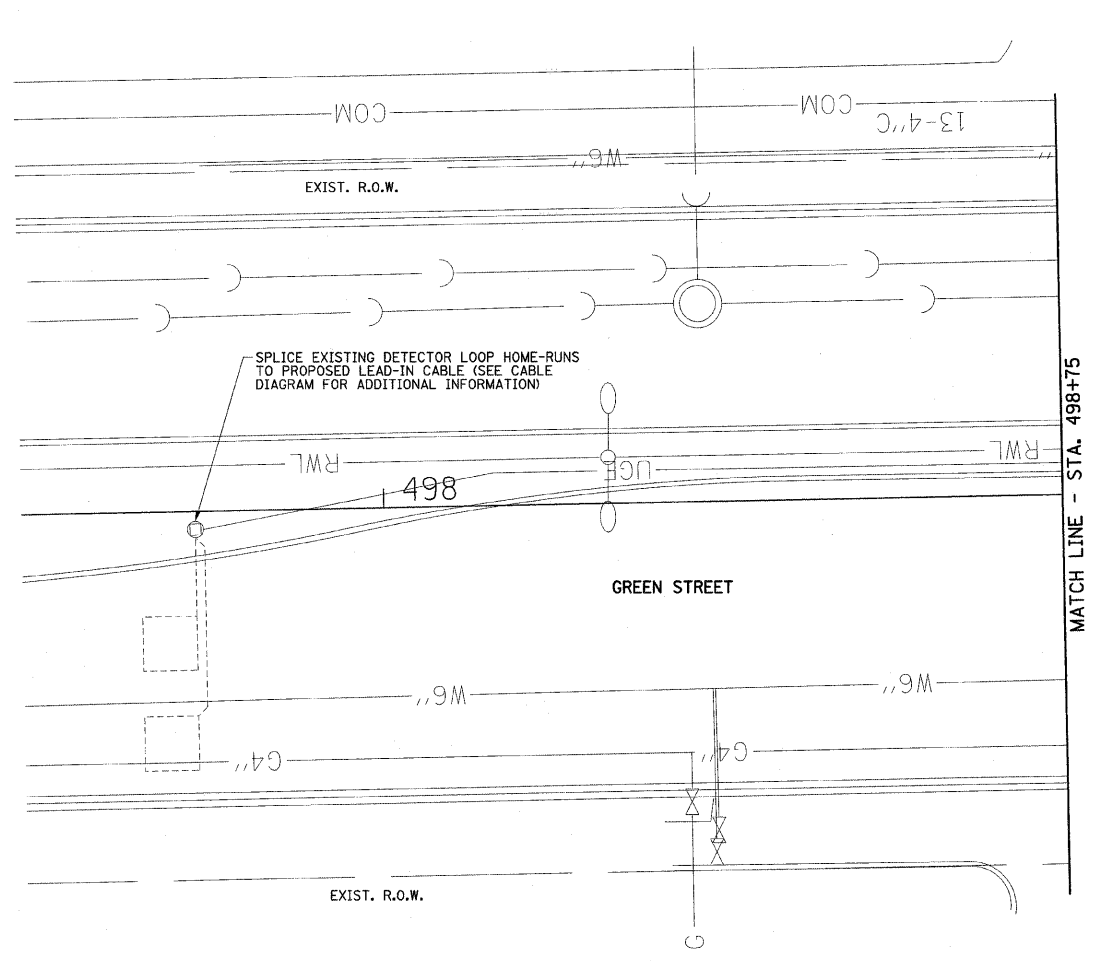 COM
COM
13-4"C
W6"
EXIST. R.O.W.
SPLICE EXISTING DETECTOR LOOP HOME-RUNS
TO PROPOSED LEAD-IN CABLE (SEE CABLE
DIAGRAM FOR ADDITIONAL INFORMATION)
MATCH LINE - STA. 498+75
RWL
RWL
UGE
498
GREEN STREET
W6"
W6"
G4"
G4"
EXIST. R.O.W.
G